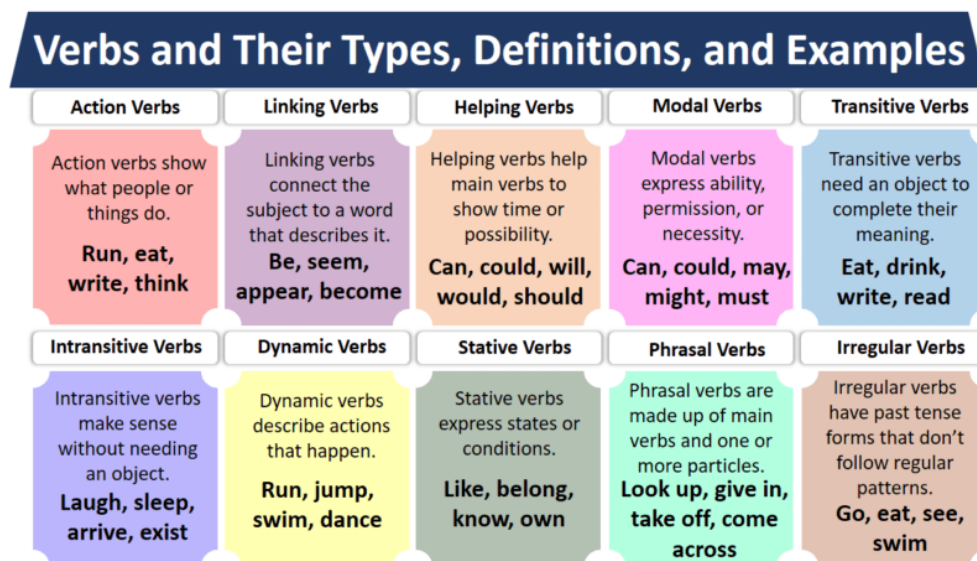 Verbs and Their Types, Definitions, and Examples
Action Verbs
Action verbs show
what people or
things do.
Run, eat,
write, think
Linking Verbs
Linking verbs
connect the
subject to a word
that describes it.
Be, seem,
appear, become
Helping Verbs
Helping verbs help
main verbs to
show time or
possibility.
Can, could, will,
would, should
Modal Verbs
Modal verbs
express ability,
permission, or
necessity.
Can, could, may,
might, must
Transitive Verbs
Transitive verbs
need an object to
complete their
meaning.
Eat, drink,
write, read
Intransitive Verbs
Intransitive verbs
make sense
without needing
an object.
Laugh, sleep,
arrive, exist
Dynamic Verbs
Dynamic verbs
describe actions
that happen.
Run, jump,
swim, dance
Stative Verbs
Stative verbs
express states or
conditions.
Like, belong,
know, own
Phrasal Verbs
Phrasal verbs are
made up of main
verbs and one or
more particles.
Look up, give in,
take off, come
across
Irregular Verbs
Irregular verbs
have past tense
forms that don’t
follow regular
patterns.
Go, eat, see,
swim